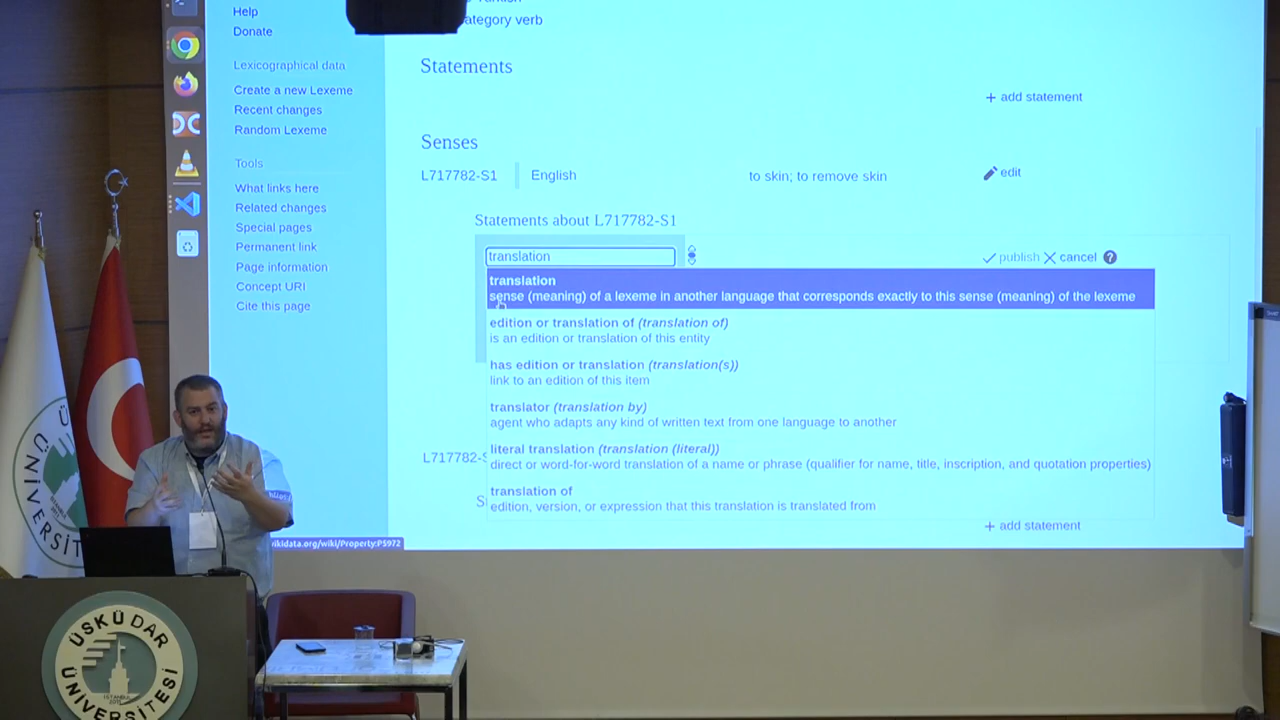 Help
Donate
Lexicographical data
Create a new Lexeme
Recent changes
Random Lexeme
Tools
What links here
Related changes
Special pages
Permanent link
Page information
Concept URI
Cite this page
ategory verb
Statements
+ add statement
Senses
L717782-S1 English to skin; to remove skin edit
Statements about L717782-S1
translation publish cancel ?
translation
sense (meaning) of a lexeme in another language that corresponds exactly to this sense (meaning) of the lexeme
edition or translation of (translation of)
is an edition or translation of this entity
has edition or translation (translation(s))
link to an edition of this item
translator (translation by)
agent who adapts any kind of written text from one language to another
literal translation (translation (literal))
direct or word-for-word translation of a name or phrase (qualifier for name, title, inscription, and quotation properties)
translation of
edition, version, or expression that this translation is translated from
L717782-S
S
+ add statement
wikidata.org/wiki/Property:P5972
ÜNİVERSİT
ÜSKÜDAR
ÜNİVERSİTESİ
İSTANBUL